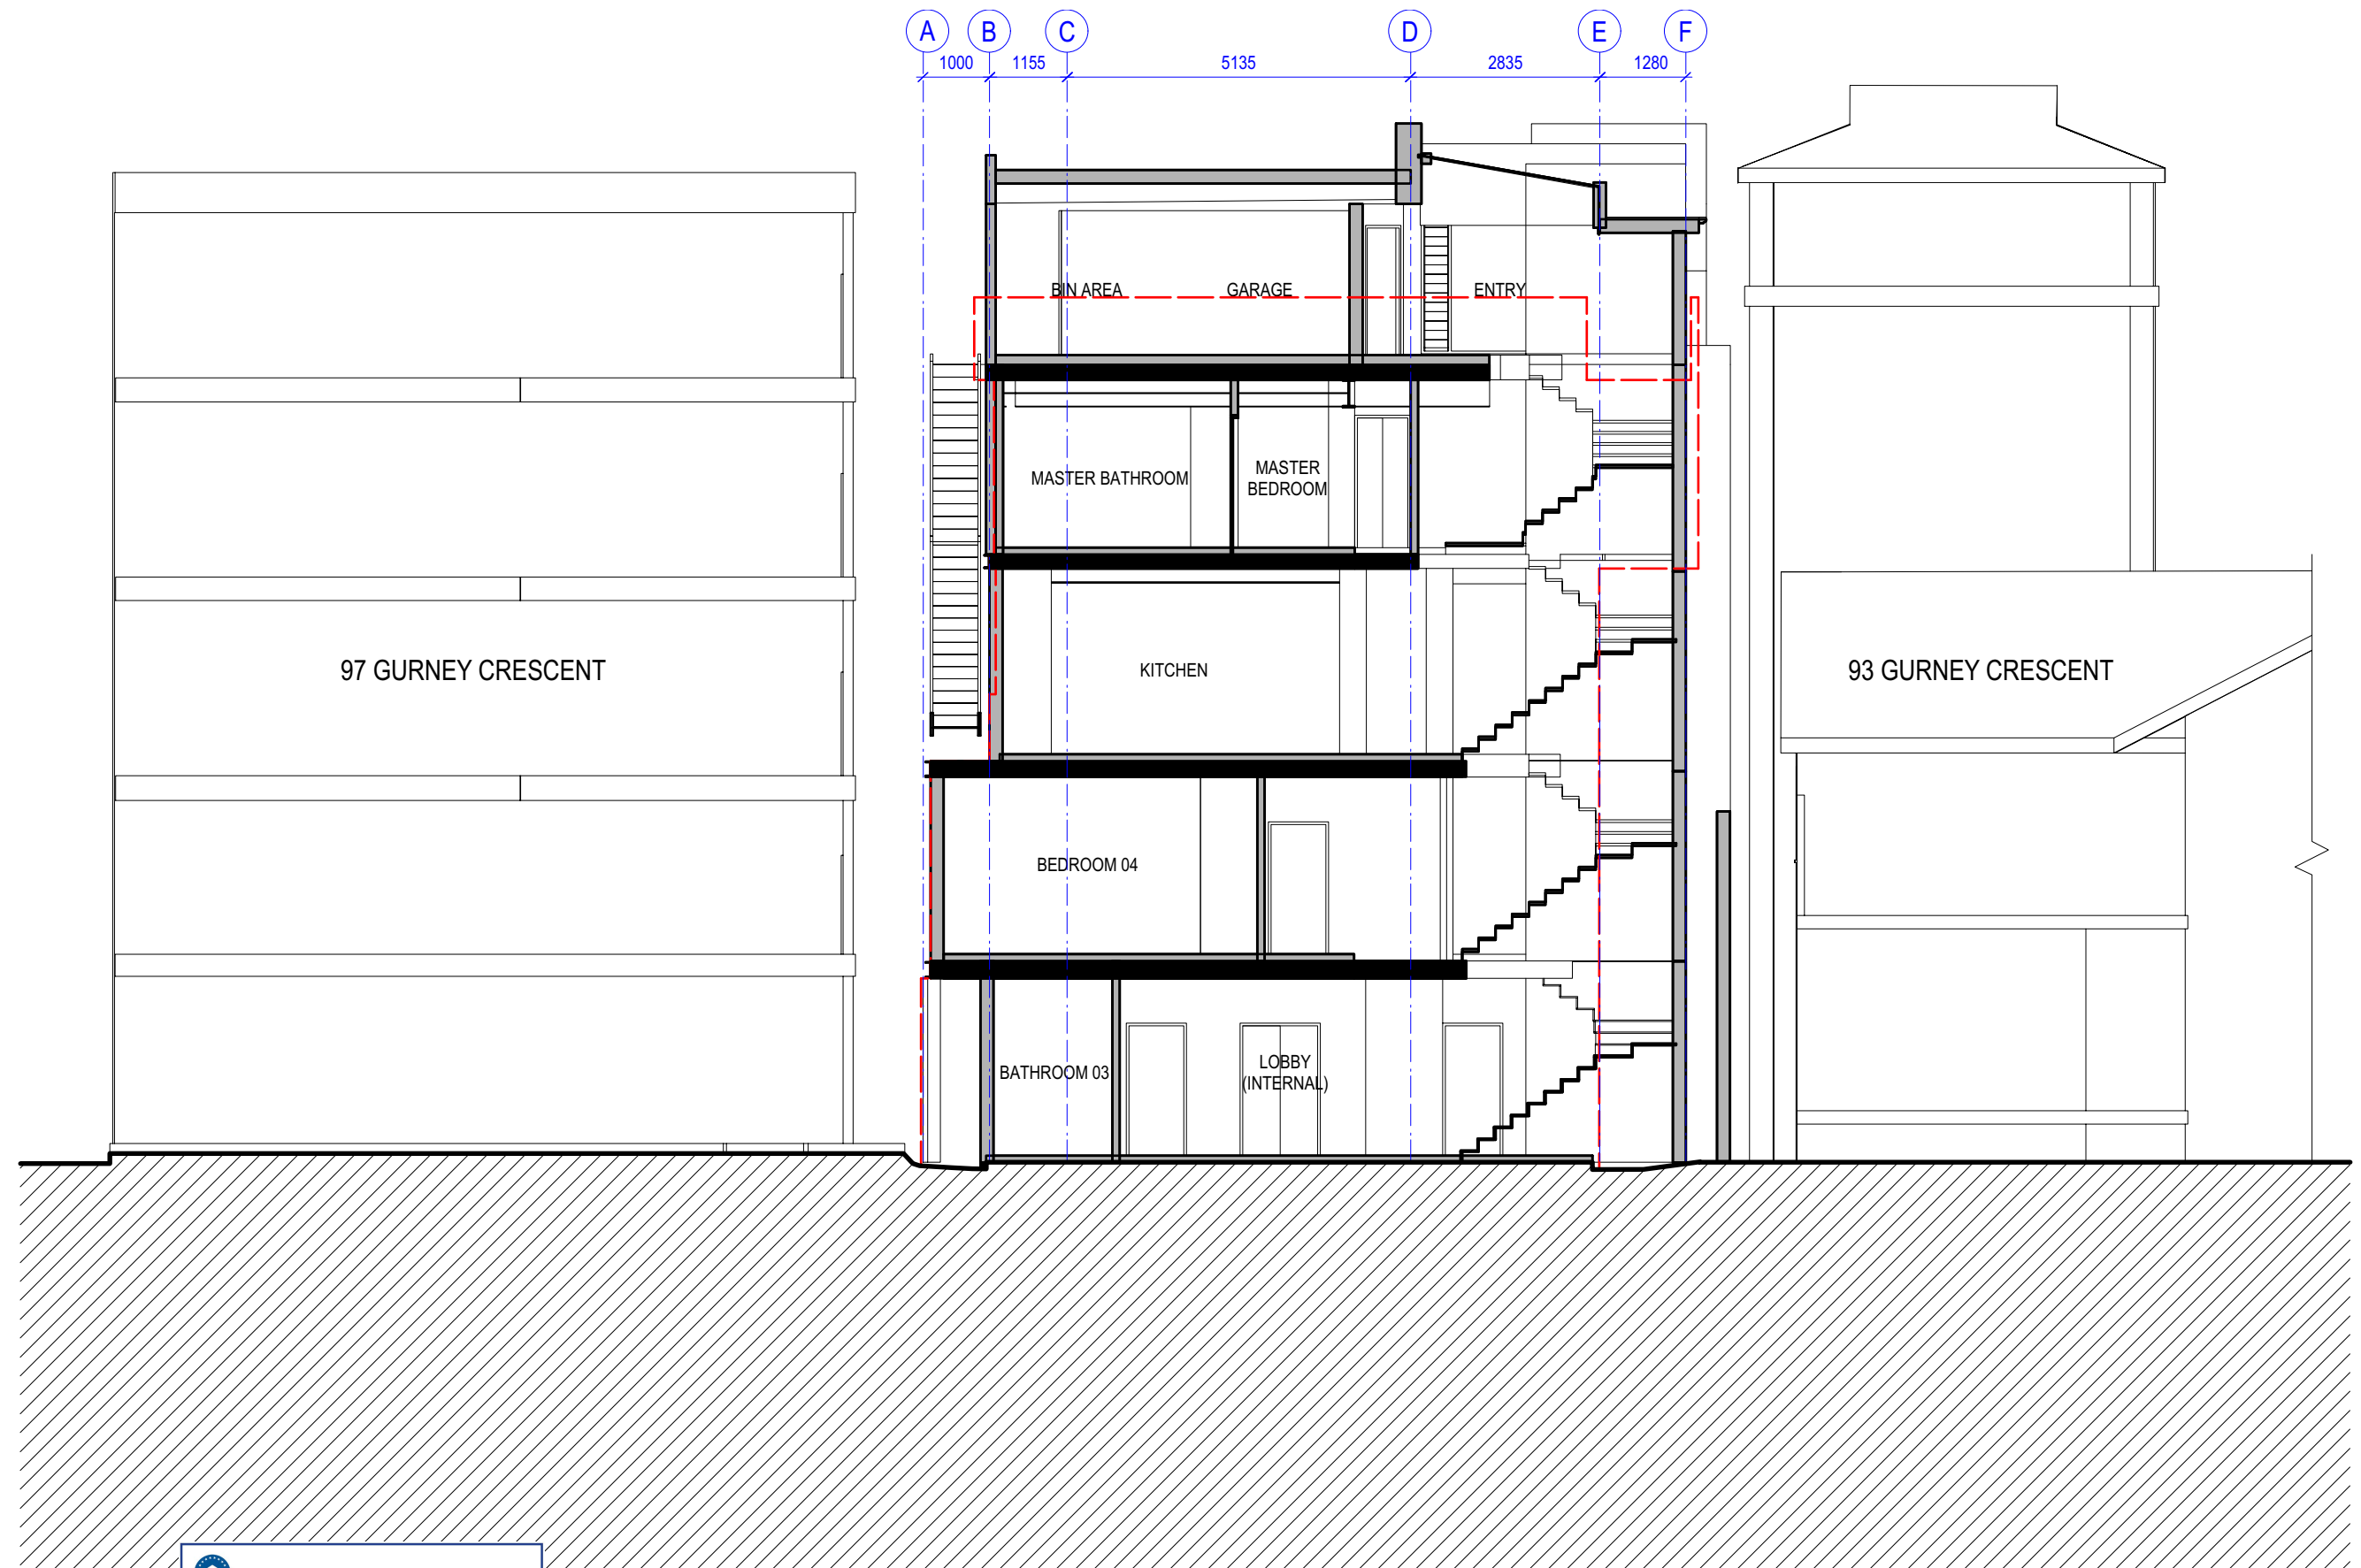 A B C D E F
1000 1155 5135 2835 1280
BIN AREA GARAGE ENTRY
MASTER BATHROOM
MASTER
BEDROOM
97 GURNEY CRESCENT
KITCHEN
93 GURNEY CRESCENT
BEDROOM 04
BATHROOM 03
LOBBY
(INTERNAL)